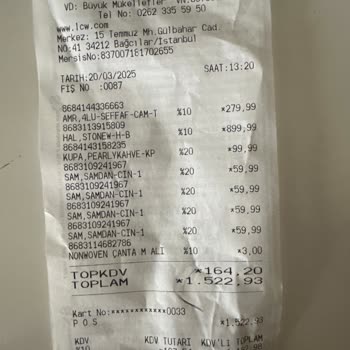 VD: Büyük Mükellefler
Tel No: 0262 335 59 50
www.lcw.com
Merkez: 15 Temmuz Mh.Gülbahar Cad.
NO:41 34212 Bağcılar/İstanbul
MersisNo:837007181702655
TARİH:20/03/2025 SAAT:13:20
FİŞ NO :0087
8684144336663
AMR,4LU-SEFFAF-CAM-T %10 *279,99
8683113915809
HAL,STONEW-H-B %10 *899,99
8684143158235
KUPA,PEARLYKAHVE-KP %20 *99,99
8683109241967
SAM,SAMDAN-CIN-1 %20 *59,99
8683109241967
SAM,SAMDAN-CIN-1 %20 *59,99
8683109241967
SAM,SAMDAN-CIN-1 %20 *59,99
8683109241967
SAM,SAMDAN-CIN-1 %20 *59,99
8683114682786
NONWOVEN ÇANTA M ALI %10 *3,00
TOPKDV *164,20
TOPLAM *1.522,93
Kart No:***********0033
P O S *1.522,93
KDV KDV TUTARI KDV'Lİ TOPLAM